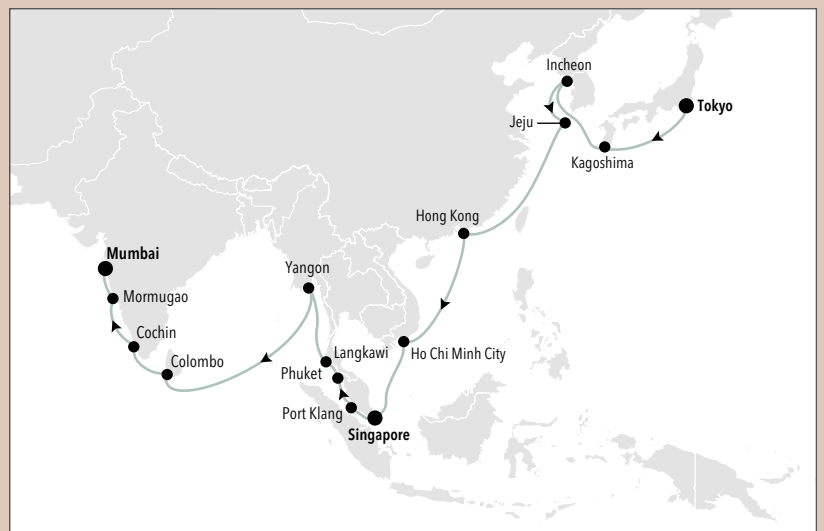 Incheon
Tokyo
Jeju
Kagoshima
Hong Kong
Mumbai
Yangon
Mormugao
Cochin
Langkawi
Ho Chi Minh City
Colombo
Phuket
Port Klang
Singapore